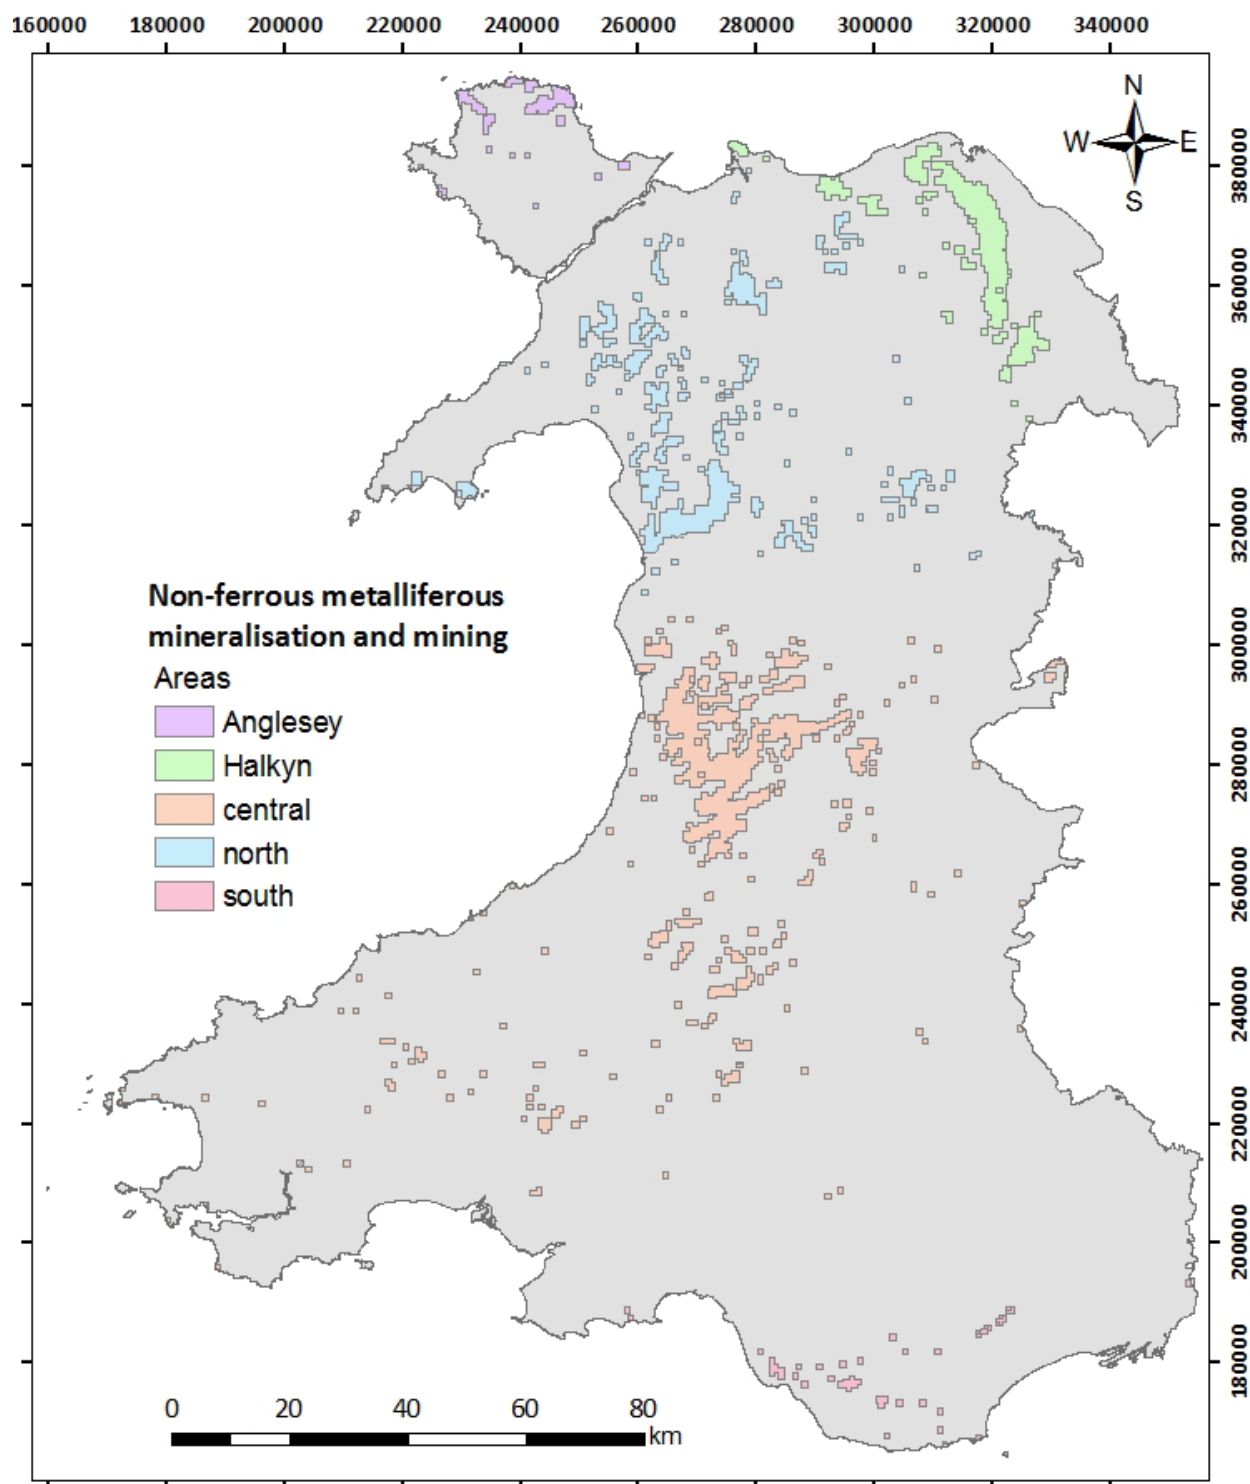 160000 180000 200000 220000 240000 260000 280000 300000 320000 340000
N
W E
S
380000
360000
340000
320000
300000
280000
260000
240000
220000
200000
180000
Non-ferrous metalliferous
mineralisation and mining
Areas
Anglesey
Halkyn
central
north
south
0 20 40 60 80
km